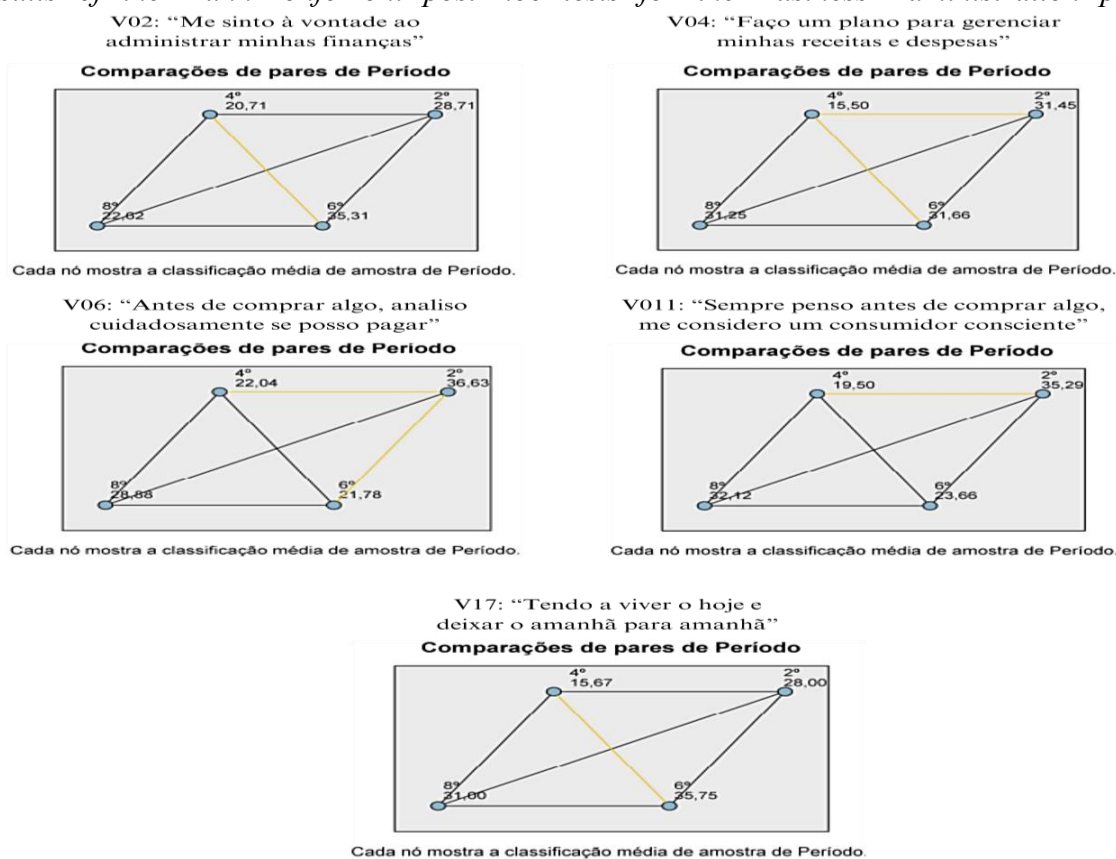 V02: “Me sinto à vontade ao
administrar minhas finanças”
Comparações de pares de Período
4º
20,71
2º
28,71
8º
22,62
6º
35,31
Cada nó mostra a classificação média de amostra de Período.
V04: “Faço um plano para gerenciar
minhas receitas e despesas”
Comparações de pares de Período
4º
15,50
2º
31,45
8º
31,25
6º
31,66
Cada nó mostra a classificação média de amostra de Período.
V06: “Antes de comprar algo, analiso
cuidadosamente se posso pagar”
Comparações de pares de Período
4º
22,04
2º
36,63
8º
28,88
6º
21,78
Cada nó mostra a classificação média de amostra de Período.
V011: “Sempre penso antes de comprar algo,
me considero um consumidor consciente”
Comparações de pares de Período
4º
19,50
2º
35,29
8º
32,12
6º
23,66
Cada nó mostra a classificação média de amostra de Período.
V17: “Tendo a viver o hoje e
deixar o amanhã para amanhã”
Comparações de pares de Período
4º
15,67
2º
28,00
8º
31,00
6º
35,75
Cada nó mostra a classificação média de amostra de Período.